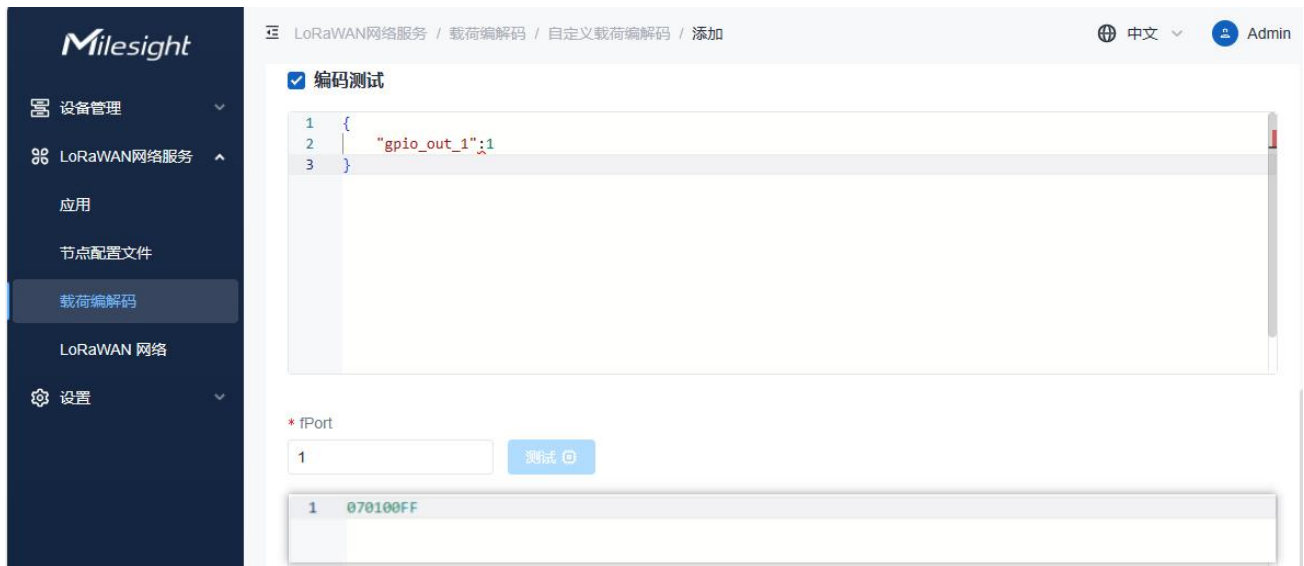 Milesight
LoRaWAN网络服务 / 载荷编解码 / 自定义载荷编解码 / 添加
中文
Admin
设备管理
LoRaWAN网络服务
应用
节点配置文件
载荷编解码
LoRaWAN 网络
设置
编码测试
1 {
2 "gpio_out_1":1
3 }
* fPort
1
测试
1 070100FF